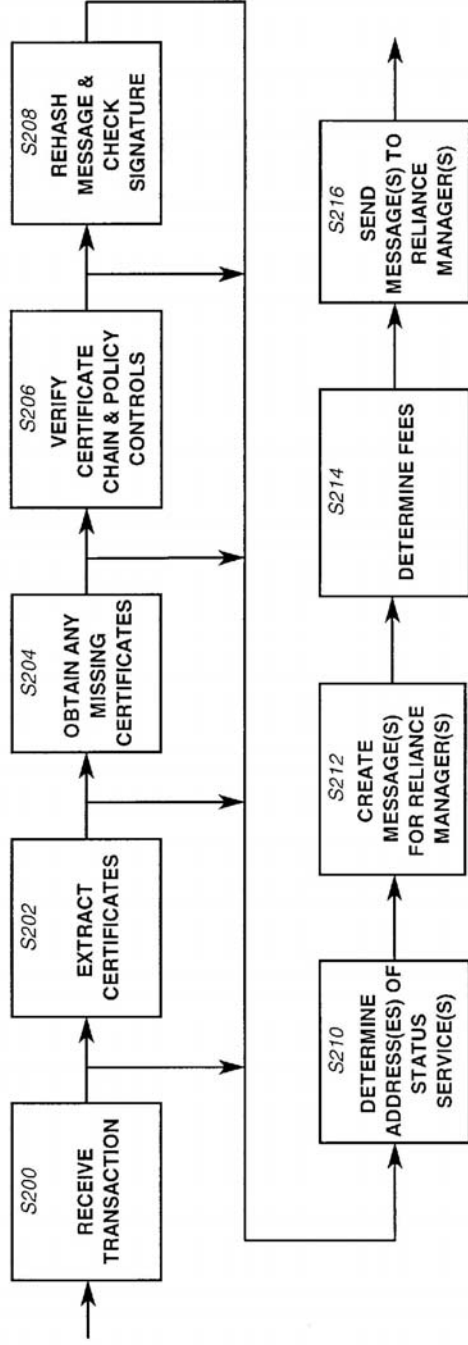 S200
RECEIVE
TRANSACTION
S202
EXTRACT
CERTIFICATES
S204
OBTAIN ANY
MISSING
CERTIFICATES
S206
VERIFY
CERTIFICATE
CHAIN & POLICY
CONTROLS
S208
REHASH
MESSAGE &
CHECK
SIGNATURE
S210
DETERMINE
ADDRESS(ES) OF
STATUS
SERVICE(S)
S212
CREATE
MESSAGE(S)
FOR RELIANCE
MANAGER(S)
S214
DETERMINE FEES
S216
SEND
MESSAGE(S) TO
RELIANCE
MANAGER(S)